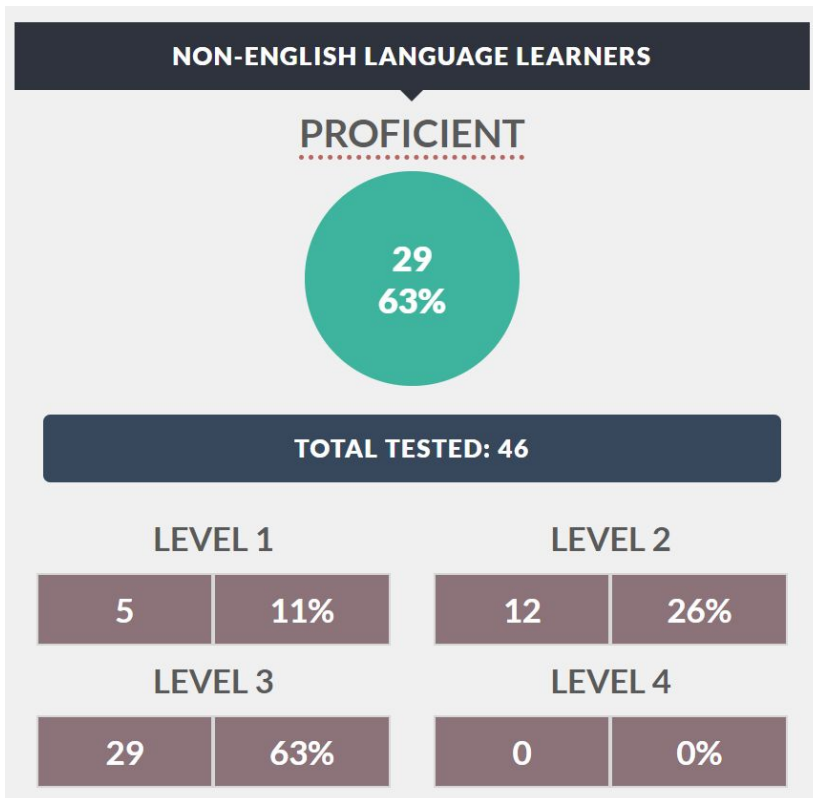 NON-ENGLISH LANGUAGE LEARNERS
PROFICIENT
29
63%
TOTAL TESTED: 46
LEVEL 1
5 11%
LEVEL 2
12 26%
LEVEL 3
29 63%
LEVEL 4
0 0%